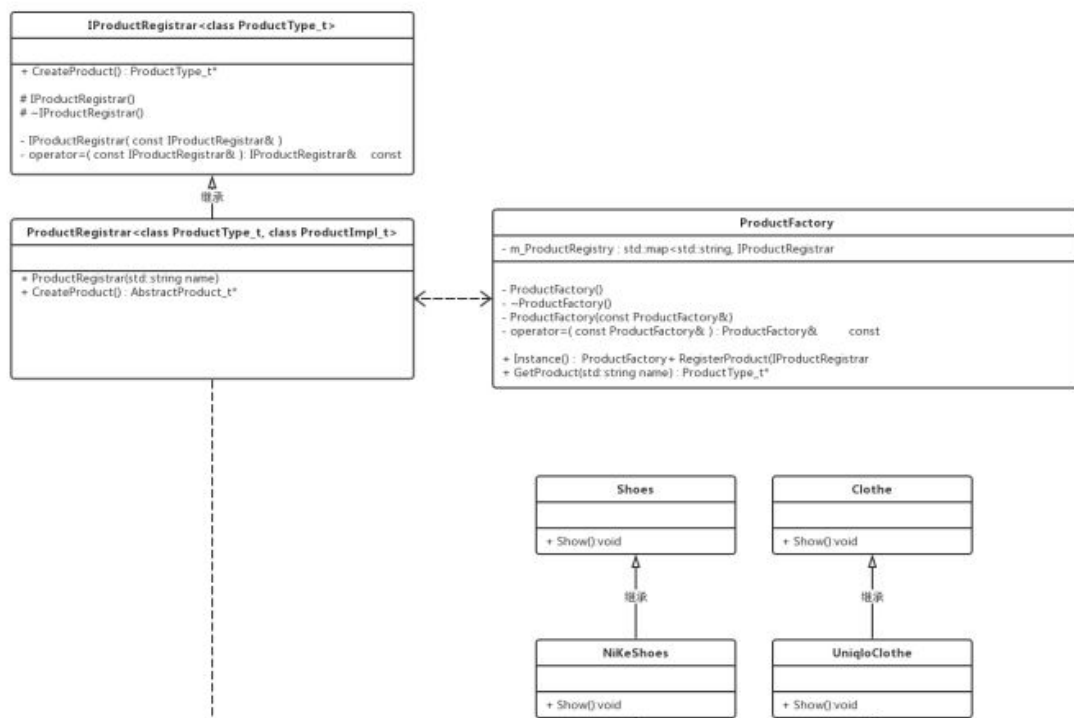 IProductRegistrar<class ProductType_t>
+ CreateProduct() : ProductType_t*
# IProductRegistrar()
# ~IProductRegistrar()
- IProductRegistrar( const IProductRegistrar& )
- operator=( const IProductRegistrar& ): IProductRegistrar& const
继承
ProductRegistrar<class ProductType_t, class ProductImpl_t>
+ ProductRegistrar(std::string name)
+ CreateProduct() : AbstractProduct_t*
ProductFactory
- m_ProductRegistry : std::map<std::string, IProductRegistrar
- ProductFactory()
- ~ProductFactory()
- ProductFactory(const ProductFactory&)
- operator=( const ProductFactory& ) : ProductFactory& const
+ Instance() : ProductFactory+ RegisterProduct(IProductRegistrar
+ GetProduct(std::string name) : ProductType_t*
Shoes
+ Show():void
继承
NiKeShoes
+ Show():void
Clothe
+ Show():void
继承
UniqloClothe
+ Show():void